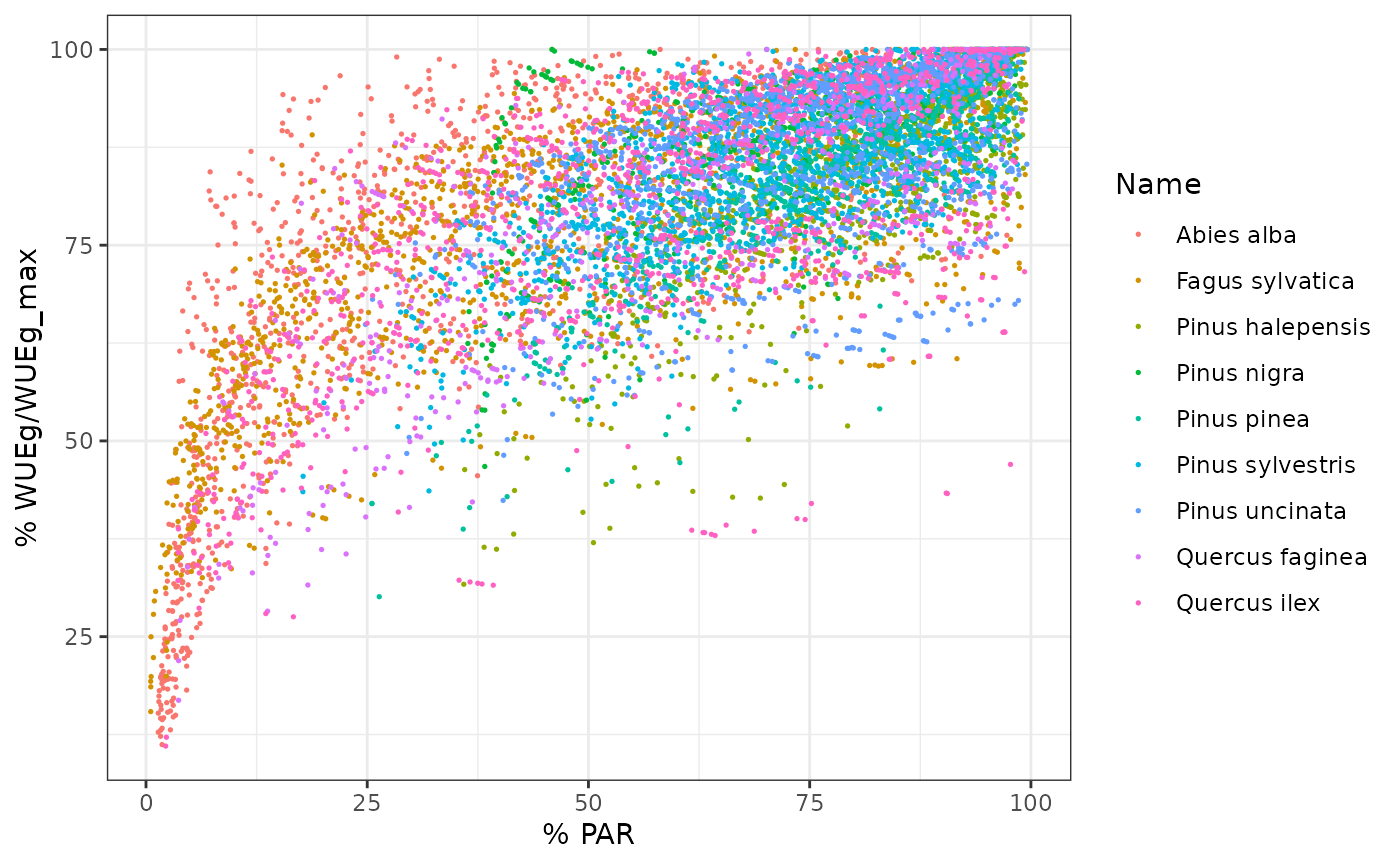 100
75
50
25
% WUEg/WUEg_max
0 25 50 75 100
% PAR
Name
Abies alba
Fagus sylvatica
Pinus halepensis
Pinus nigra
Pinus pinea
Pinus sylvestris
Pinus uncinata
Quercus faginea
Quercus ilex